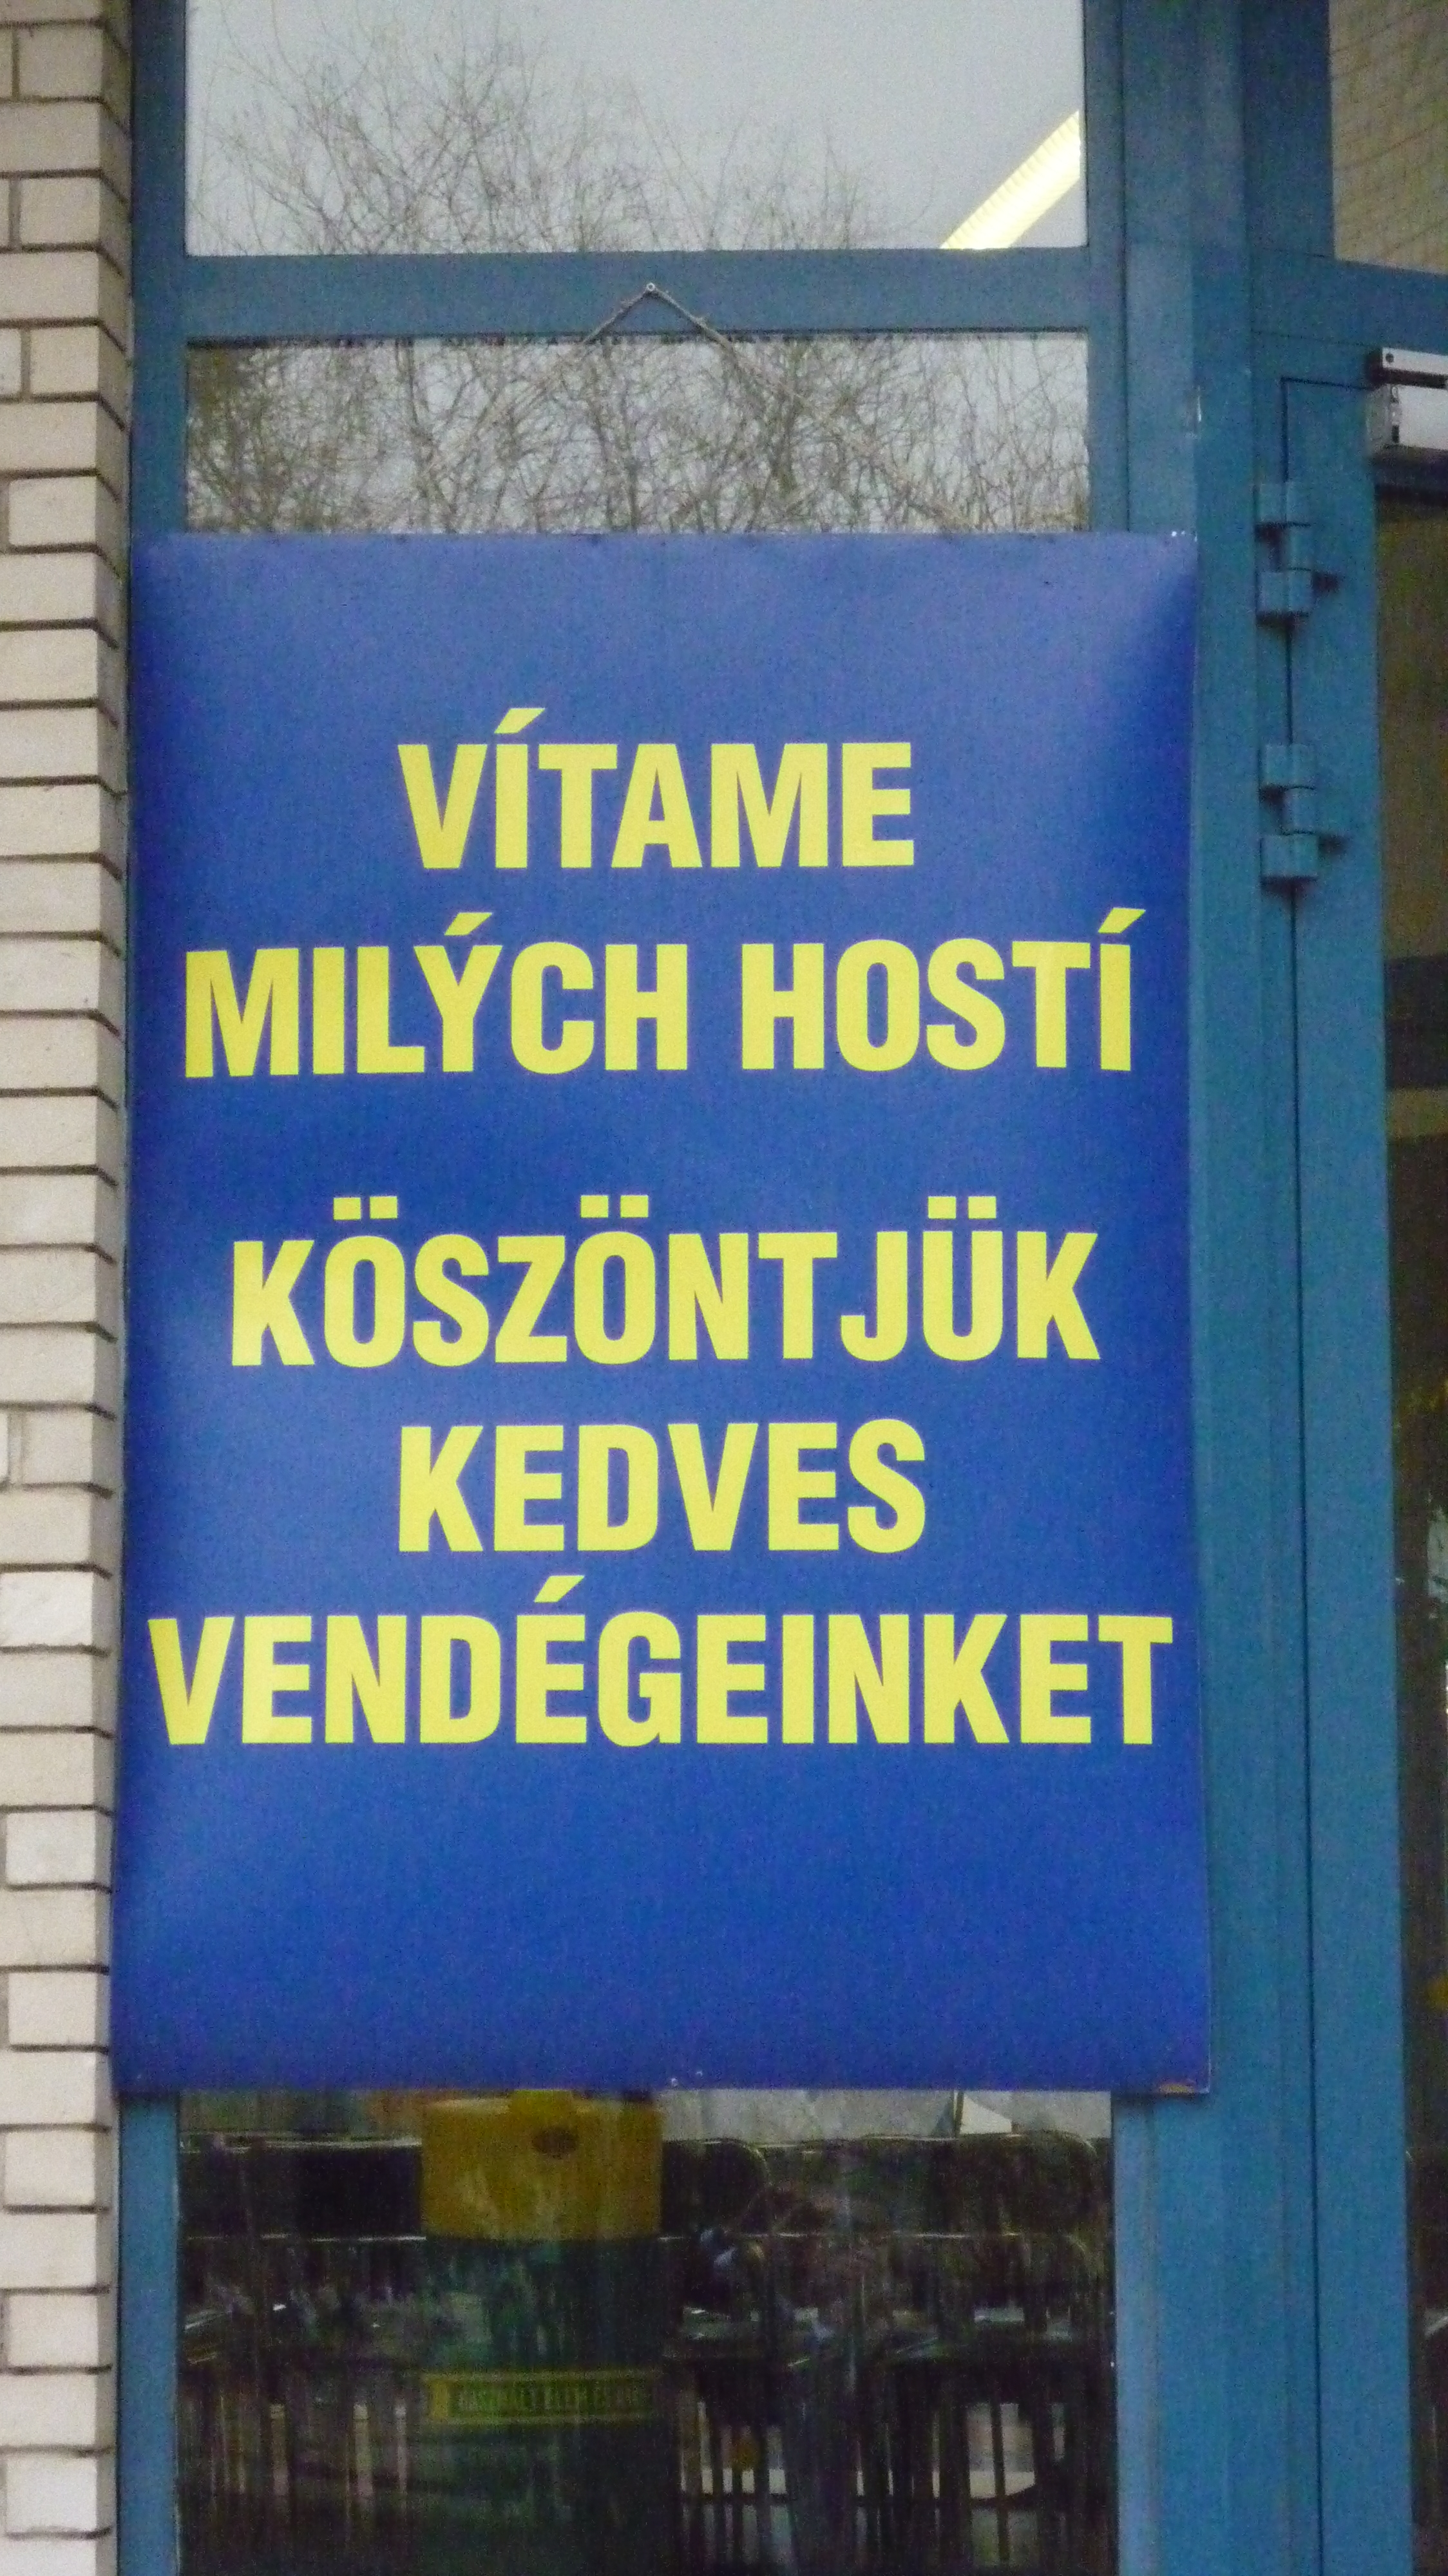 VÍTAME
MILÝCH HOSTÍ
KÖSZÖNTJÜK
KEDVES
VENDÉGEINKET